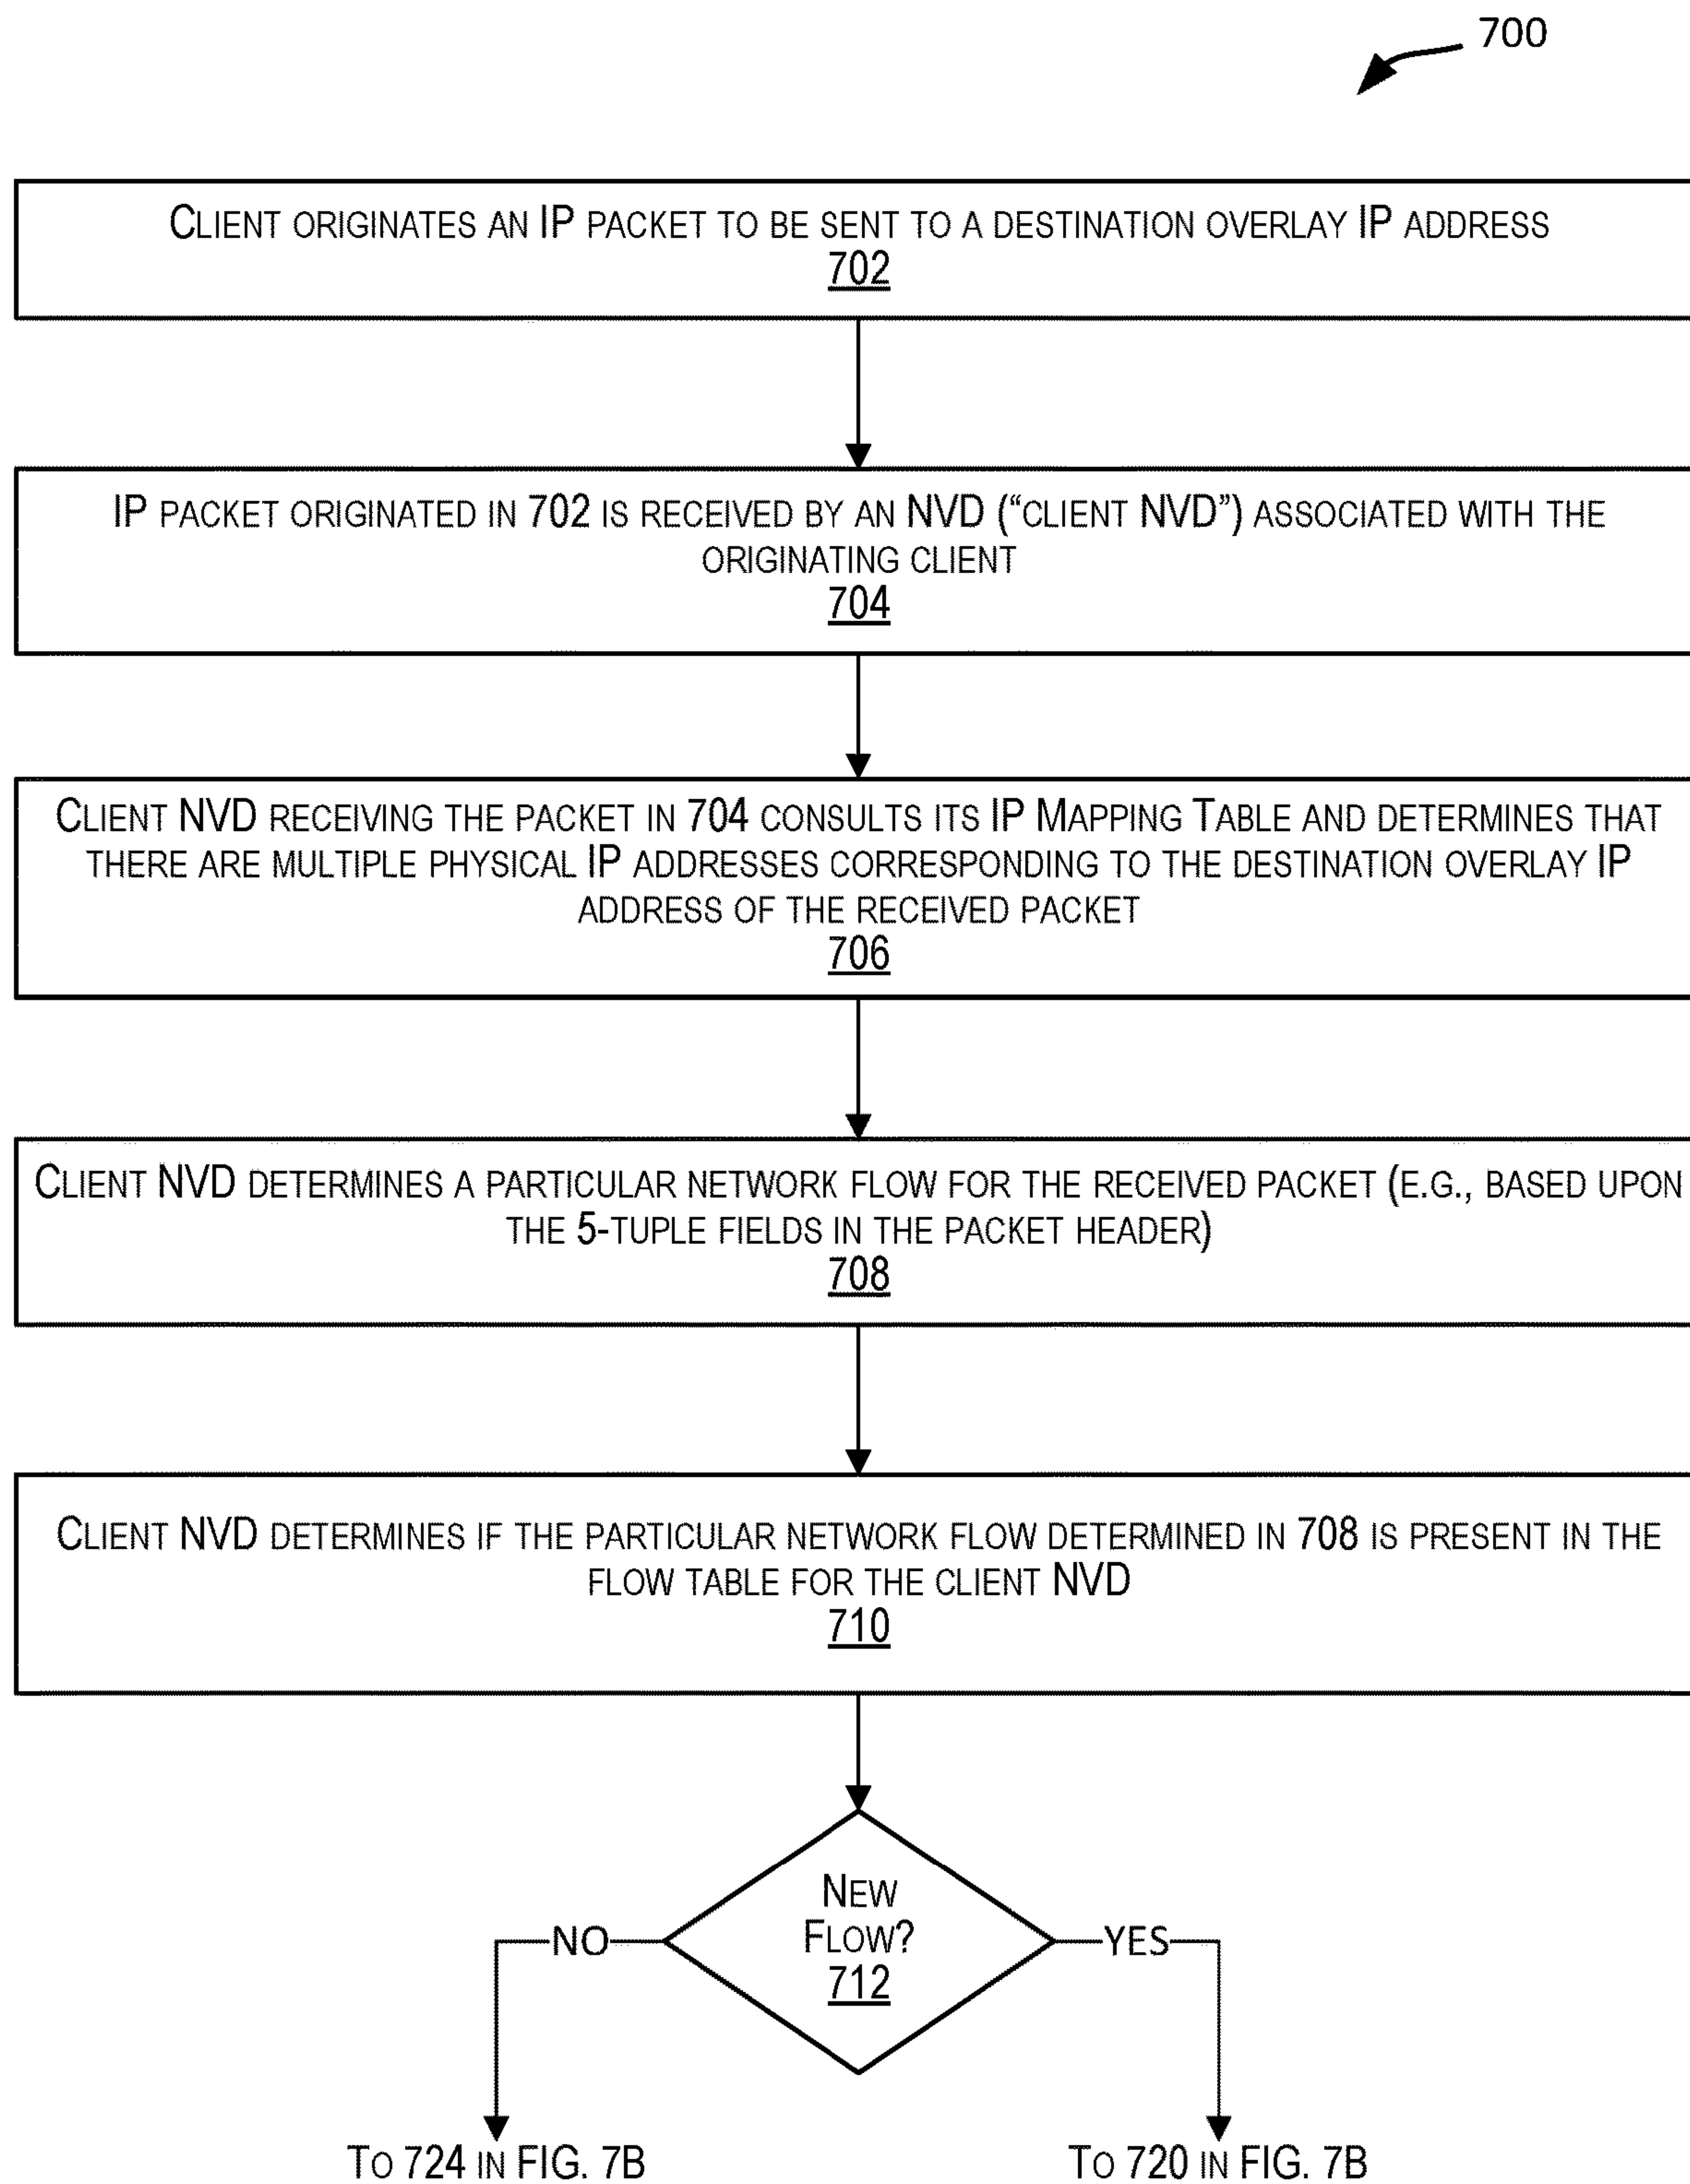 700
Client originates an IP packet to be sent to a destination overlay IP address
702
IP packet originated in 702 is received by an NVD (“client NVD”) associated with the
originating client
704
Client NVD receiving the packet in 704 consults its IP Mapping Table and determines that
there are multiple physical IP addresses corresponding to the destination overlay IP
address of the received packet
706
Client NVD determines a particular network flow for the received packet (e.g., based upon
the 5-tuple fields in the packet header)
708
Client NVD determines if the particular network flow determined in 708 is present in the
flow table for the client NVD
710
New
Flow?
712
NO
YES
To 724 in FIG. 7B
To 720 in FIG. 7B